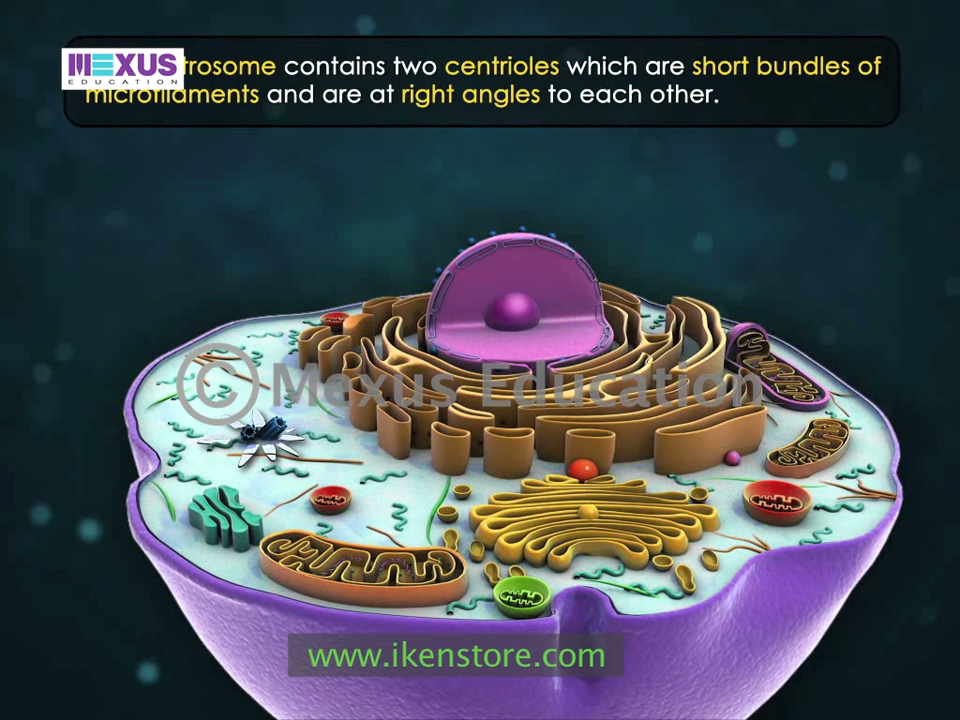 MEXUS
EDUCATION
trosome contains two centrioles which are short bundles of
microfilaments and are at right angles to each other.
© Mexus Education
www.ikenstore.com